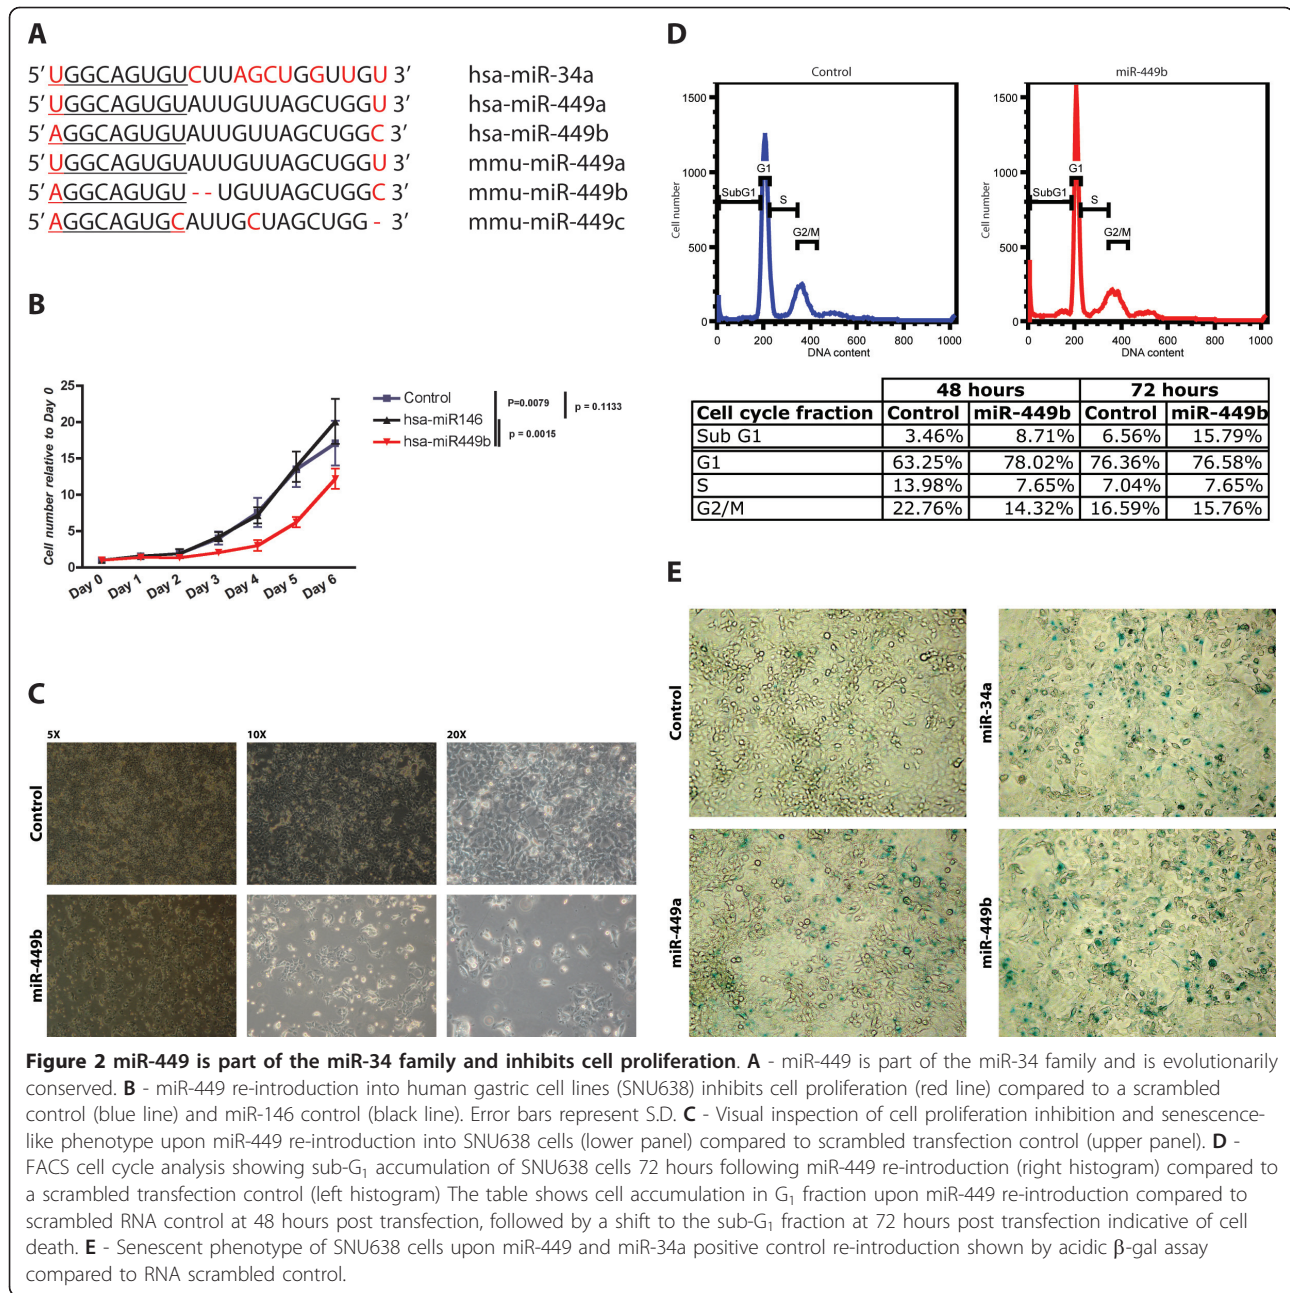 A
5’ UGGCAGUGUCUUAGCUGGUUGU 3’ hsa-miR-34a
5’ UGGCAGUGUAUUGUUAGCUGGU 3’ hsa-miR-449a
5’ AGGCAGUGUAUUGUUAGCUGGC 3’ hsa-miR-449b
5’ UGGCAGUGUAUUGUUAGCUGGU 3’ mmu-miR-449a
5’ AGGCAGUGU--UGUUAGCUGGC 3’ mmu-miR-449b
5’ AGGCAGUGCAUUGCUAGCUGG- 3’ mmu-miR-449c
B
Cell number relative to Day 0
25
20
15
10
5
0
Day 0 Day 1 Day 2 Day 3 Day 4 Day 5 Day 6
Control
hsa-miR146
hsa-miR449b
P=0.0079
p = 0.0015
p = 0.1133
C
5X 10X 20X
Control
miR-449b
D
Control
Cell number
1500
1000
500
0
SubG1
G1
S
G2/M
0 200 400 600 800 1000
DNA content
miR-449b
Cell number
1500
1000
500
0
SubG1
G1
S
G2/M
0 200 400 600 800 1000
DNA content
48 hours 72 hours
Cell cycle fraction Control miR-449b Control miR-449b
Sub G1 3.46% 8.71% 6.56% 15.79%
G1 63.25% 78.02% 76.36% 76.58%
S 13.98% 7.65% 7.04% 7.65%
G2/M 22.76% 14.32% 16.59% 15.76%
E
Control
miR-34a
miR-449a
miR-449b
Figure 2 miR-449 is part of the miR-34 family and inhibits cell proliferation. A - miR-449 is part of the miR-34 family and is evolutionarily
conserved. B - miR-449 re-introduction into human gastric cell lines (SNU638) inhibits cell proliferation (red line) compared to a scrambled
control (blue line) and miR-146 control (black line). Error bars represent S.D. C - Visual inspection of cell proliferation inhibition and senescence-
like phenotype upon miR-449 re-introduction into SNU638 cells (lower panel) compared to scrambled transfection control (upper panel). D -
FACS cell cycle analysis showing sub-G1 accumulation of SNU638 cells 72 hours following miR-449 re-introduction (right histogram) compared to
a scrambled transfection control (left histogram) The table shows cell accumulation in G1 fraction upon miR-449 re-introduction compared to
scrambled RNA control at 48 hours post transfection, followed by a shift to the sub-G1 fraction at 72 hours post transfection indicative of cell
death. E - Senescent phenotype of SNU638 cells upon miR-449 and miR-34a positive control re-introduction shown by acidic β-gal assay
compared to RNA scrambled control.